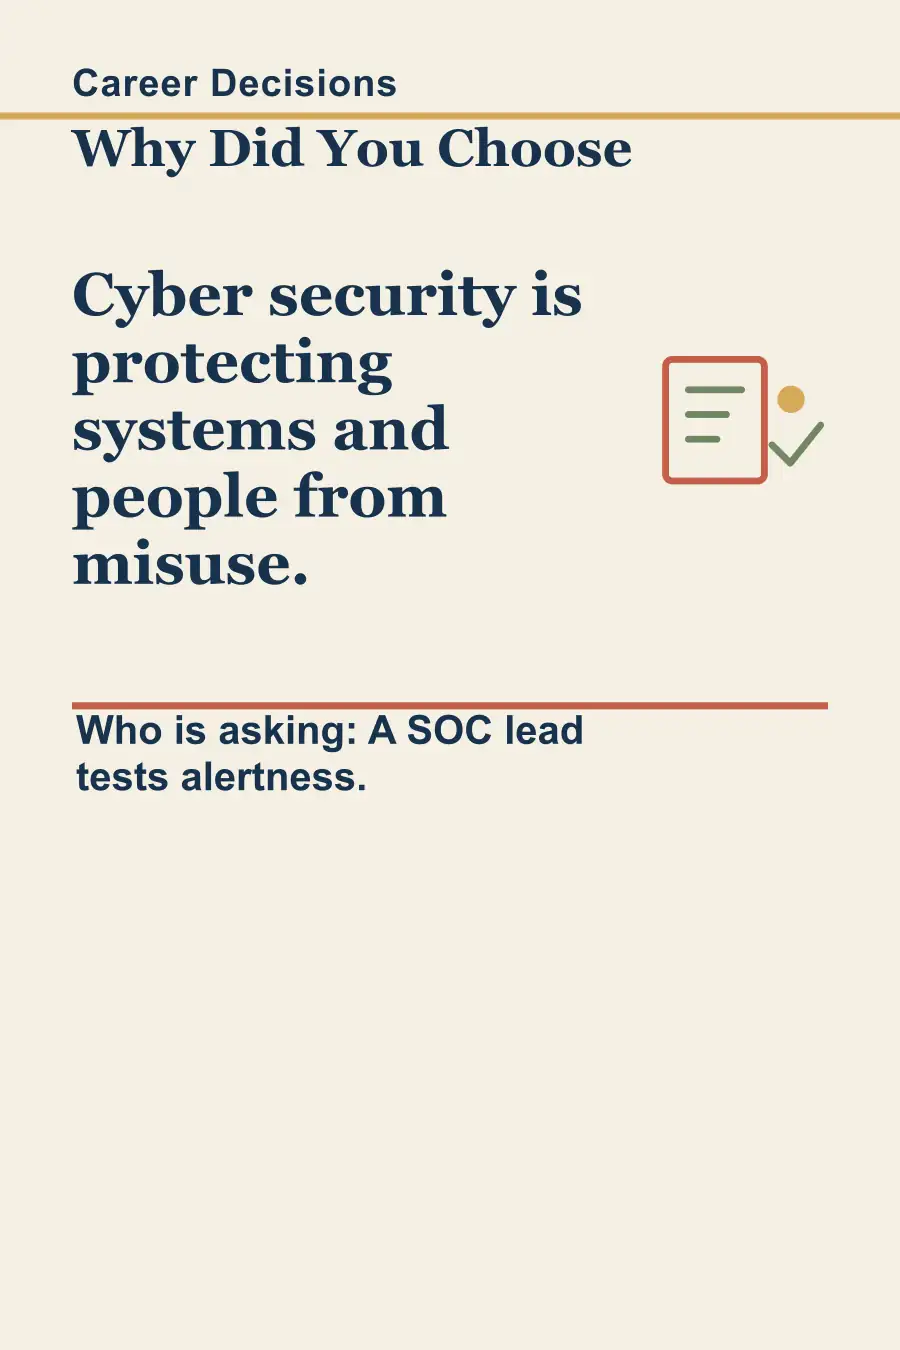 Career Decisions
Why Did You Choose
Cyber security is
protecting
systems and
people from
misuse.
Who is asking: A SOC lead
tests alertness.